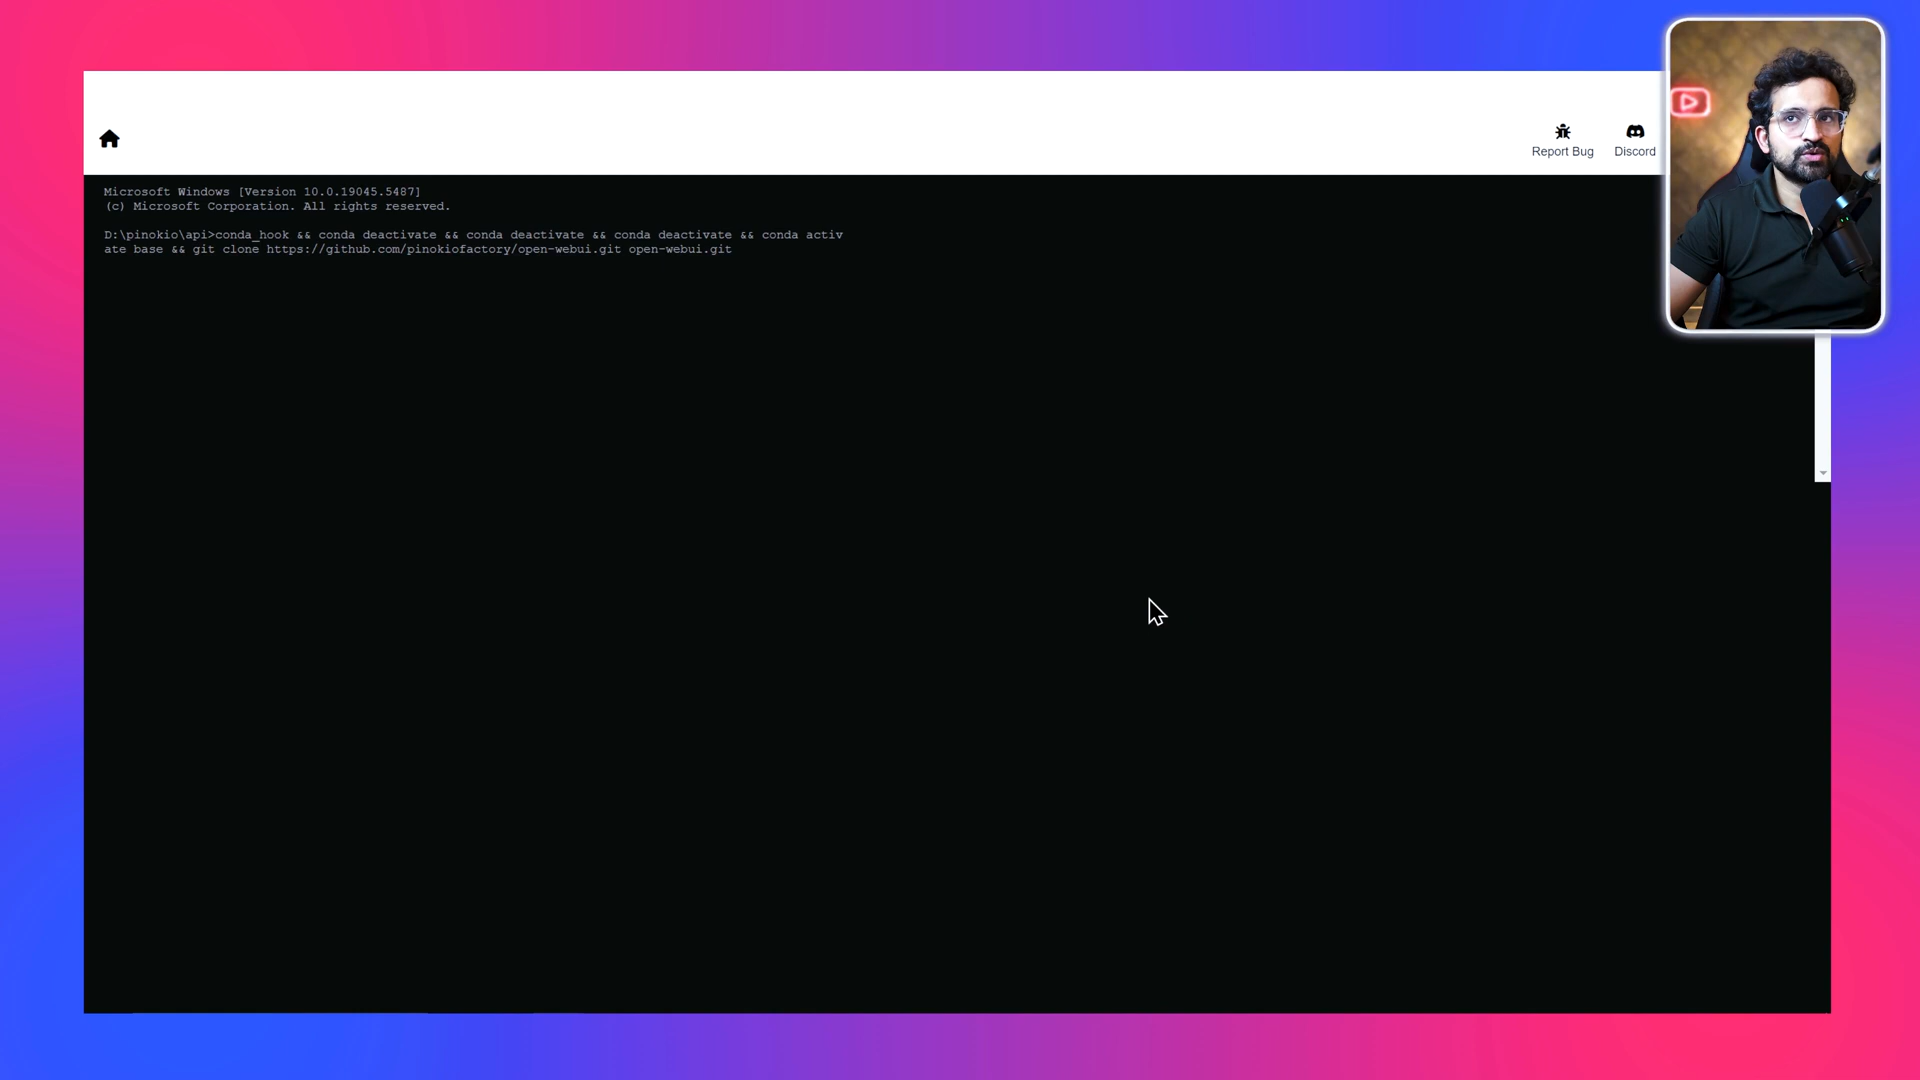 Report Bug
Discord
Microsoft Windows [Version 10.0.19045.5487]
(c) Microsoft Corporation. All rights reserved.
D:\pinokio\api>conda_hook && conda deactivate && conda deactivate && conda deactivate && conda activ
ate base && git clone https://github.com/pinokiofactory/open-webui.git open-webui.git